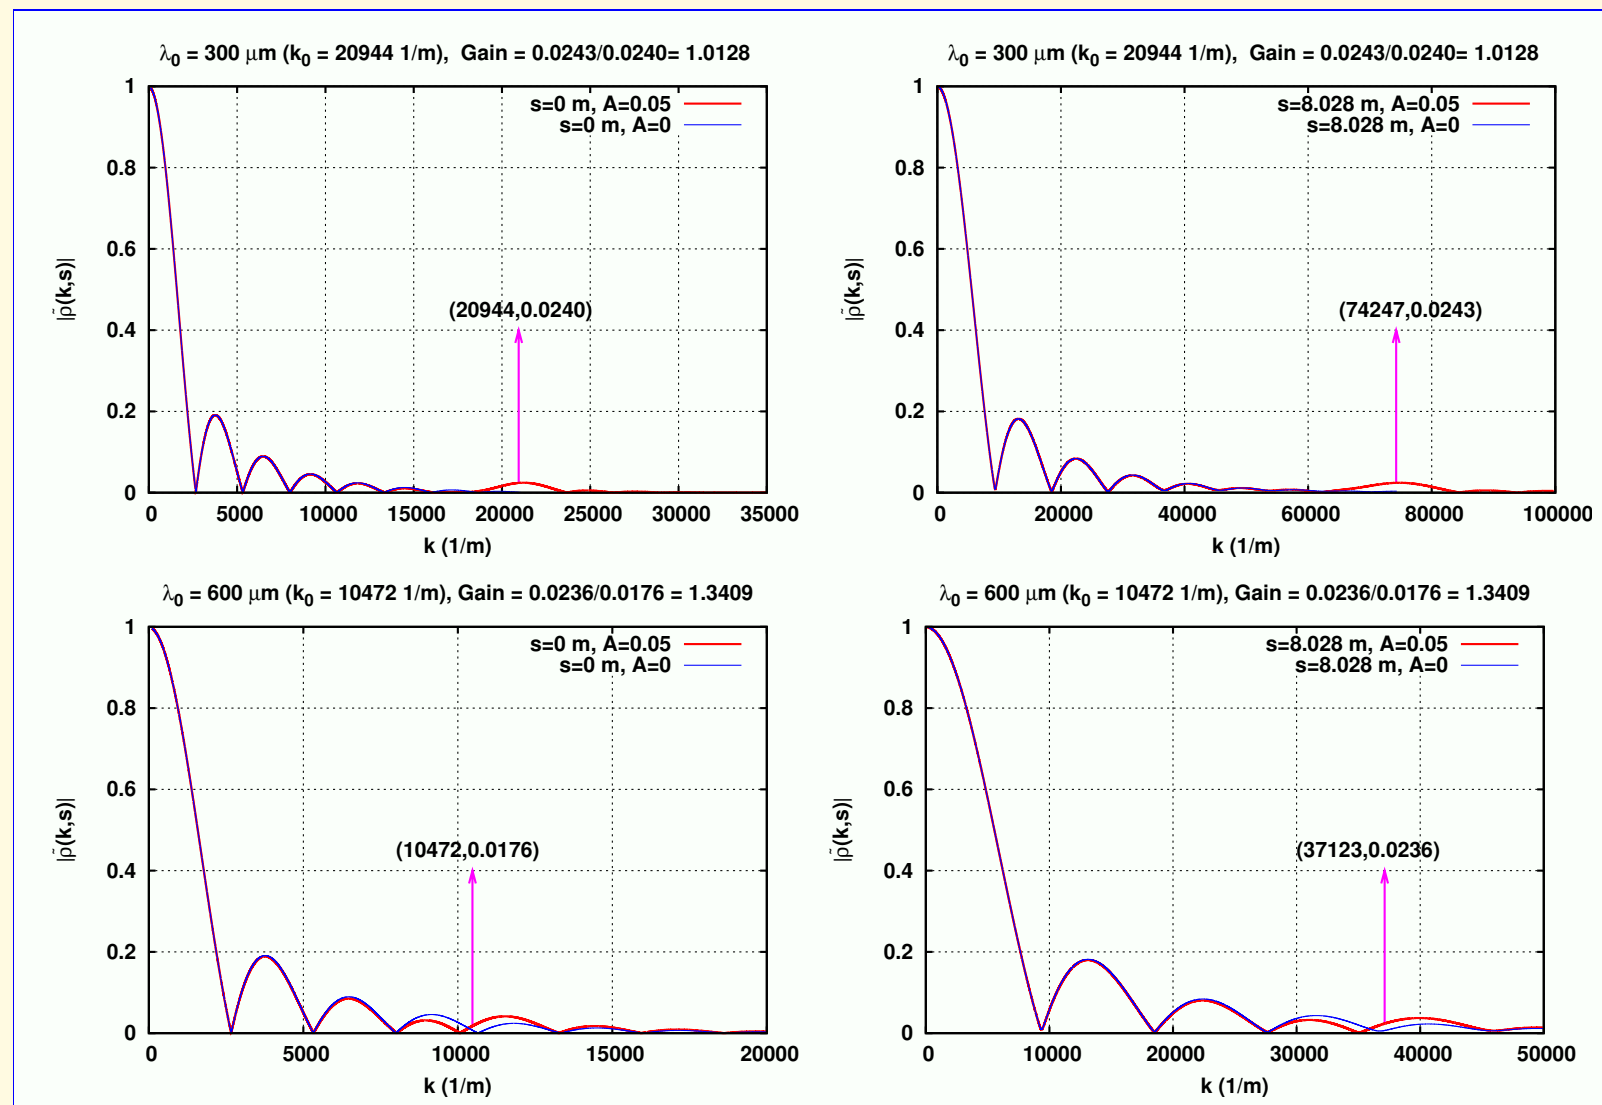 λ0 = 300 μm (k0 = 20944 1/m),  Gain = 0.0243/0.0240= 1.0128
s=0 m, A=0.05
s=0 m, A=0
1
0.8
0.6
0.4
0.2
0
|ρ̃(k,s)|
(20944,0.0240)
0 5000 10000 15000 20000 25000 30000 35000
k (1/m)
λ0 = 300 μm (k0 = 20944 1/m),  Gain = 0.0243/0.0240= 1.0128
s=8.028 m, A=0.05
s=8.028 m, A=0
1
0.8
0.6
0.4
0.2
0
|ρ̃(k,s)|
(74247,0.0243)
0 20000 40000 60000 80000 100000
k (1/m)
λ0 = 600 μm (k0 = 10472 1/m), Gain = 0.0236/0.0176 = 1.3409
s=0 m, A=0.05
s=0 m, A=0
1
0.8
0.6
0.4
0.2
0
|ρ̃(k,s)|
(10472,0.0176)
0 5000 10000 15000 20000
k (1/m)
λ0 = 600 μm (k0 = 10472 1/m), Gain = 0.0236/0.0176 = 1.3409
s=8.028 m, A=0.05
s=8.028 m, A=0
1
0.8
0.6
0.4
0.2
0
|ρ̃(k,s)|
(37123,0.0236)
0 10000 20000 30000 40000 50000
k (1/m)